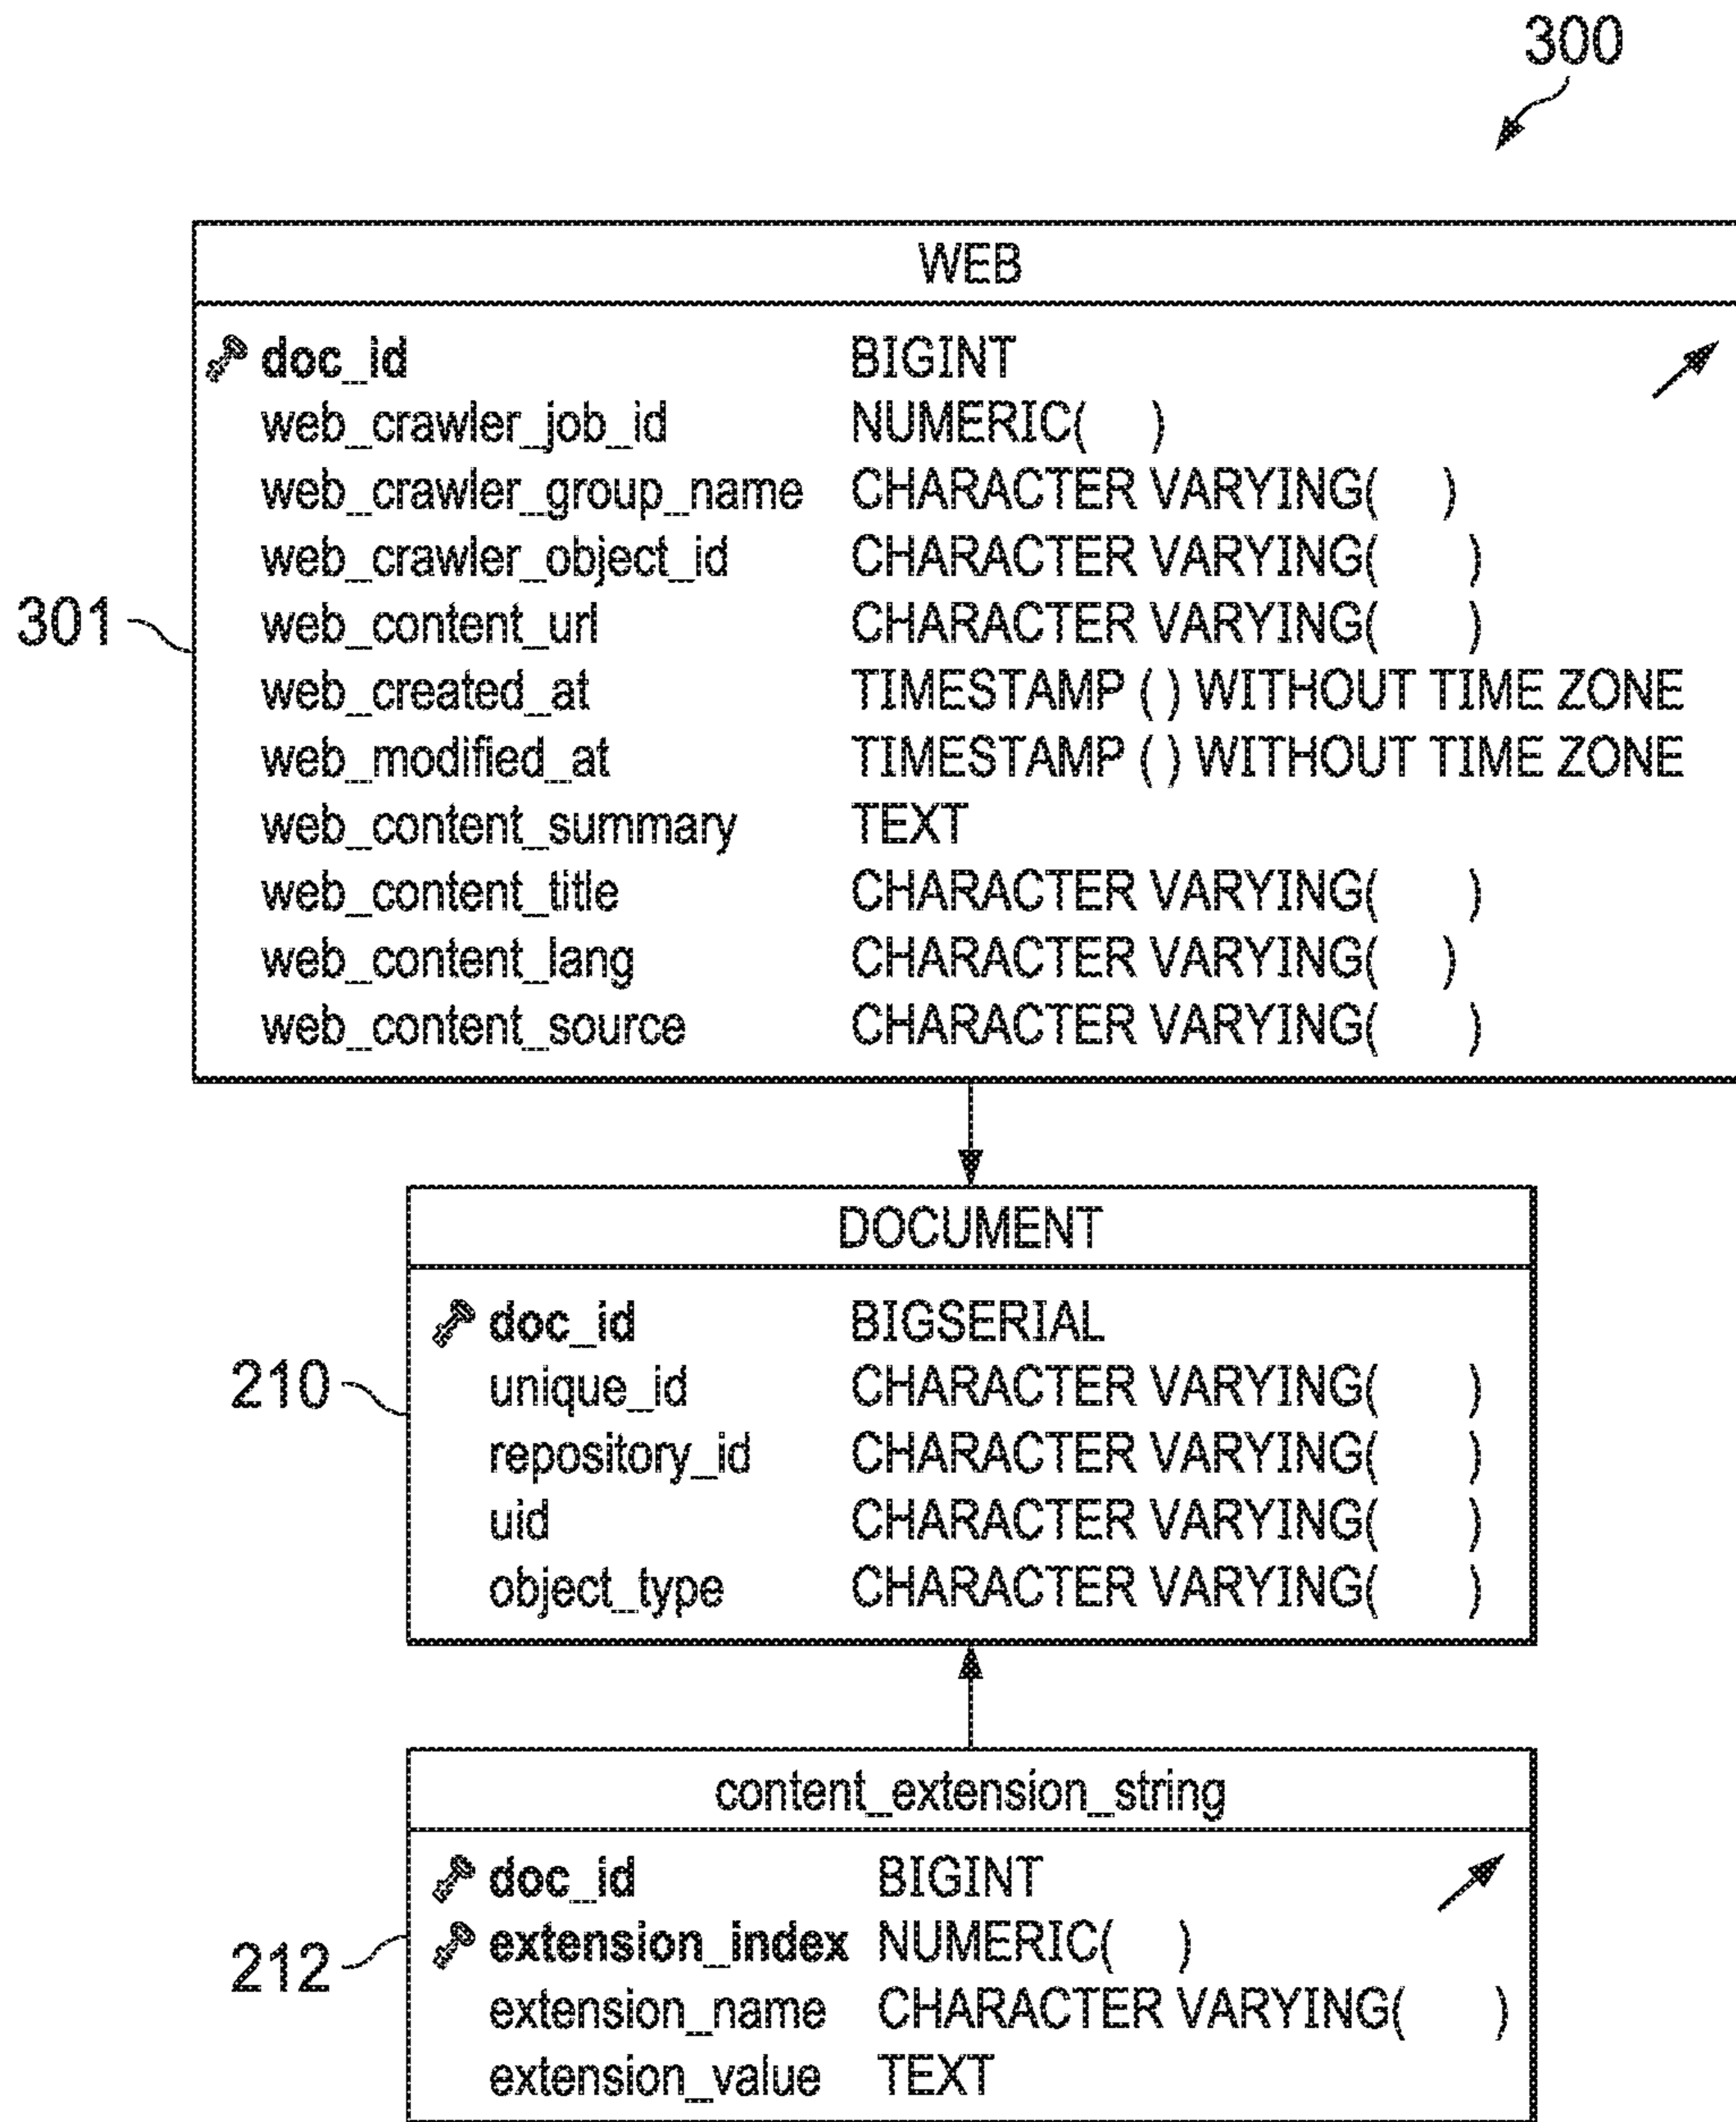 300
WEB
doc_id BIGINT
web_crawler_job_id NUMERIC( )
web_crawler_group_name CHARACTER VARYING( )
web_crawler_object_id CHARACTER VARYING( )
301
web_content_url CHARACTER VARYING( )
web_created_at TIMESTAMP ( ) WITHOUT TIME ZONE
web_modified_at TIMESTAMP ( ) WITHOUT TIME ZONE
web_content_summary TEXT
web_content_title CHARACTER VARYING( )
web_content_lang CHARACTER VARYING( )
web_content_source CHARACTER VARYING( )
DOCUMENT
doc_id BIGSERIAL
210
unique_id CHARACTER VARYING( )
repository_id CHARACTER VARYING( )
uid CHARACTER VARYING( )
object_type CHARACTER VARYING( )
content_extension_string
doc_id BIGINT
212
extension_index NUMERIC( )
extension_name CHARACTER VARYING( )
extension_value TEXT